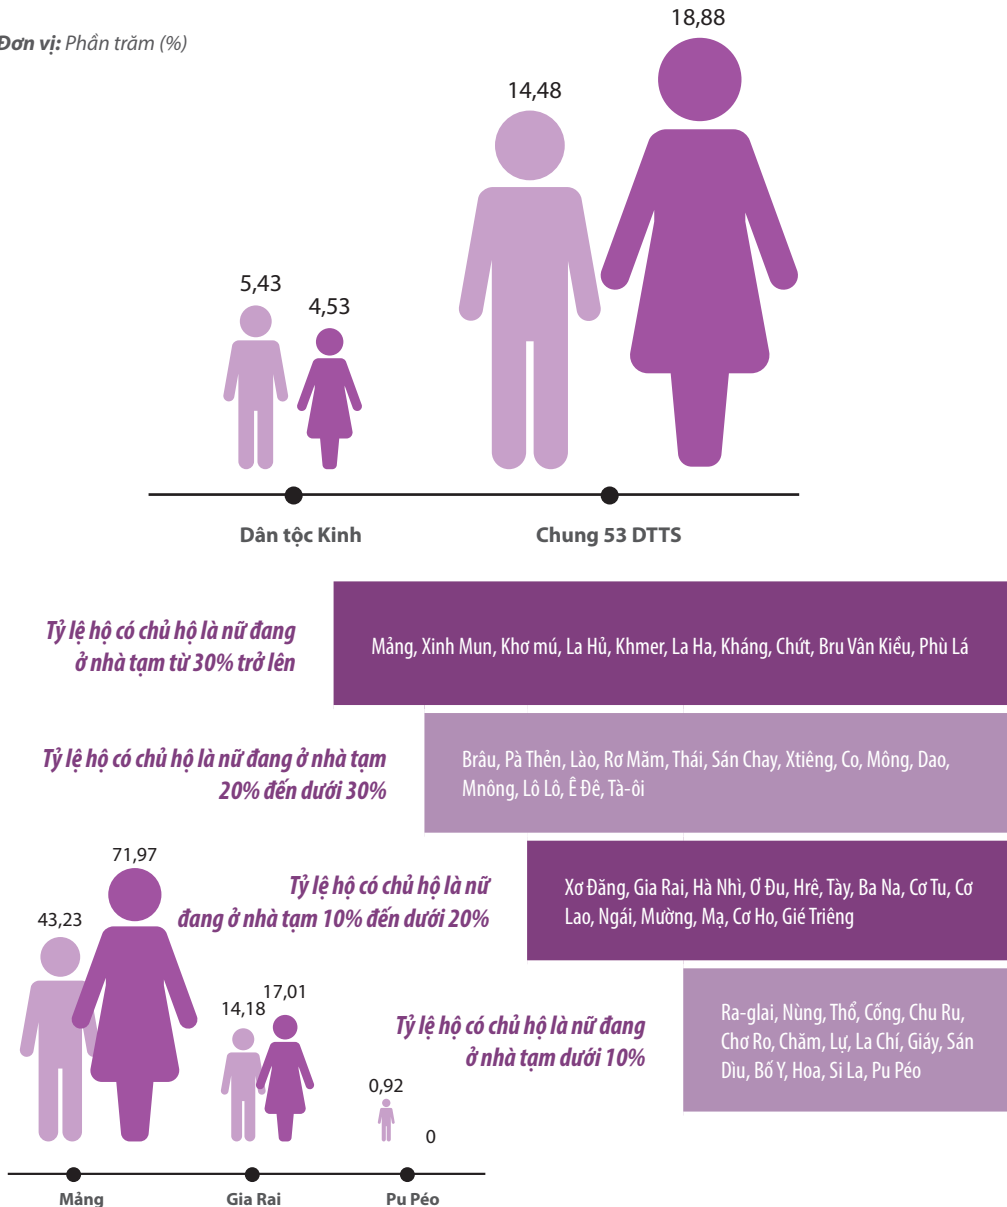 Đơn vị: Phần trăm (%)
18,88
14,48
5,43
4,53
Dân tộc Kinh
Chung 53 DTTS
Tỷ lệ hộ có chủ hộ là nữ đang
ở nhà tạm từ 30% trở lên
Mảng, Xinh Mun, Khơ mú, La Hủ, Khmer, La Ha, Kháng, Chứt, Bru Vân Kiều, Phù Lá
Tỷ lệ hộ có chủ hộ là nữ đang ở nhà tạm
20% đến dưới 30%
Brâu, Pà Thẻn, Lào, Rơ Măm, Thái, Sán Chay, Xtiêng, Co, Mông, Dao,
Mnông, Lô Lô, Ê Đê, Tà-ôi
Tỷ lệ hộ có chủ hộ là nữ
đang ở nhà tạm 10% đến dưới 20%
Xơ Đăng, Gia Rai, Hà Nhì, Ơ Đu, Hrê, Tày, Ba Na, Cơ Tu, Cơ
Lao, Ngái, Mường, Mạ, Cơ Ho, Gié Triêng
Tỷ lệ hộ có chủ hộ là nữ đang
ở nhà tạm dưới 10%
Ra-glai, Nùng, Thổ, Cống, Chu Ru,
Chơ Ro, Chăm, Lự, La Chí, Giáy, Sán
Dìu, Bố Y, Hoa, Si La, Pu Péo
71,97
43,23
17,01
14,18
0,92
0
Mảng
Gia Rai
Pu Péo